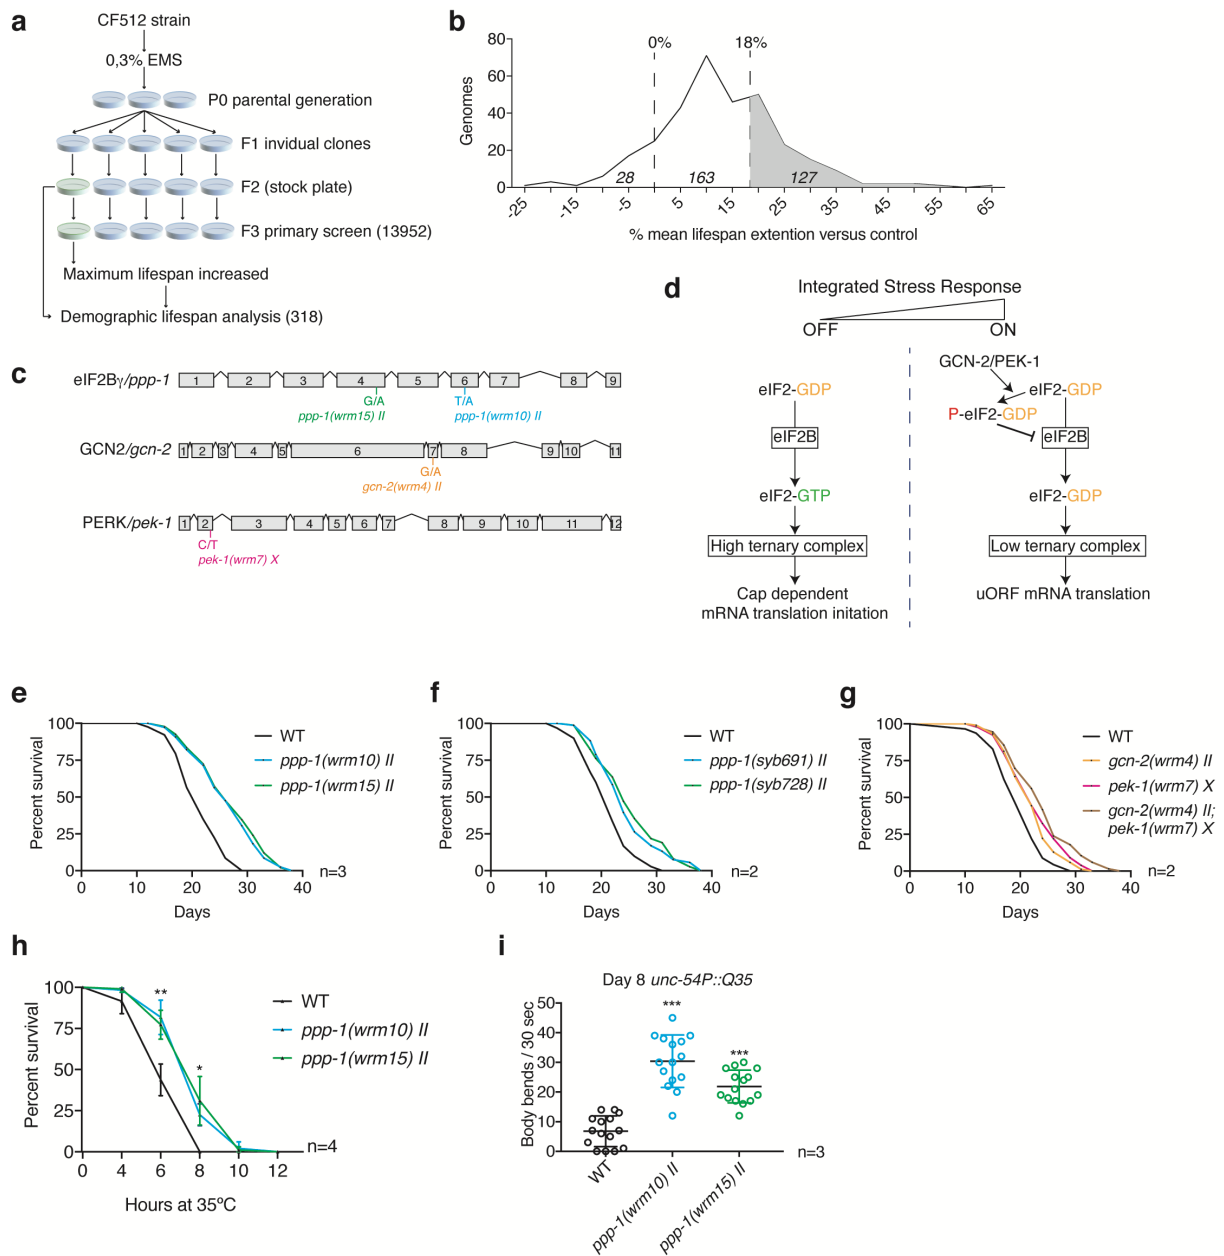 a
CF512 strain
0,3% EMS
P0 parental generation
F1 invidual clones
F2 (stock plate)
F3 primary screen (13952)
Maximum lifespan increased
Demographic lifespan analysis (318)
b
0%
18%
80
60
40
20
0
Genomes
28
163
127
-25
-15
-5
5
15
25
35
45
55
65
% mean lifespan extention versus control
c
eIF2Bγ/ppp-1
1 2 3 4 5 6 7 8 9
G/A
T/A
ppp-1(wrm15) II
ppp-1(wrm10) II
GCN2/gcn-2
1 2 3 4 5 6 7 8 9 10 11
G/A
gcn-2(wrm4) II
PERK/pek-1
1 2 3 4 5 6 7 8 9 10 11 12
C/T
pek-1(wrm7) X
d
Integrated Stress Response
OFF
ON
eIF2-GDP
eIF2B
eIF2-GTP
High ternary complex
Cap dependent
mRNA translation initation
GCN-2/PEK-1
eIF2-GDP
P-eIF2-GDP
eIF2B
eIF2-GDP
Low ternary complex
uORF mRNA translation
e
100
75
50
25
0
Percent survival
WT
ppp-1(wrm10) II
ppp-1(wrm15) II
0 10 20 30 40
n=3
Days
f
100
75
50
25
0
Percent survival
WT
ppp-1(syb691) II
ppp-1(syb728) II
0 10 20 30 40
n=2
Days
g
100
75
50
25
0
Percent survival
WT
gcn-2(wrm4) II
pek-1(wrm7) X
gcn-2(wrm4) II;
pek-1(wrm7) X
0 10 20 30 40
n=2
Days
h
100
75
50
25
0
Percent survival
**
*
WT
ppp-1(wrm10) II
ppp-1(wrm15) II
0 4 6 8 10 12
n=4
Hours at 35ºC
i
Day 8 unc-54P::Q35
50
40
30
20
10
0
Body bends / 30 sec
***
***
WT
ppp-1(wrm10) II
ppp-1(wrm15) II
n=3